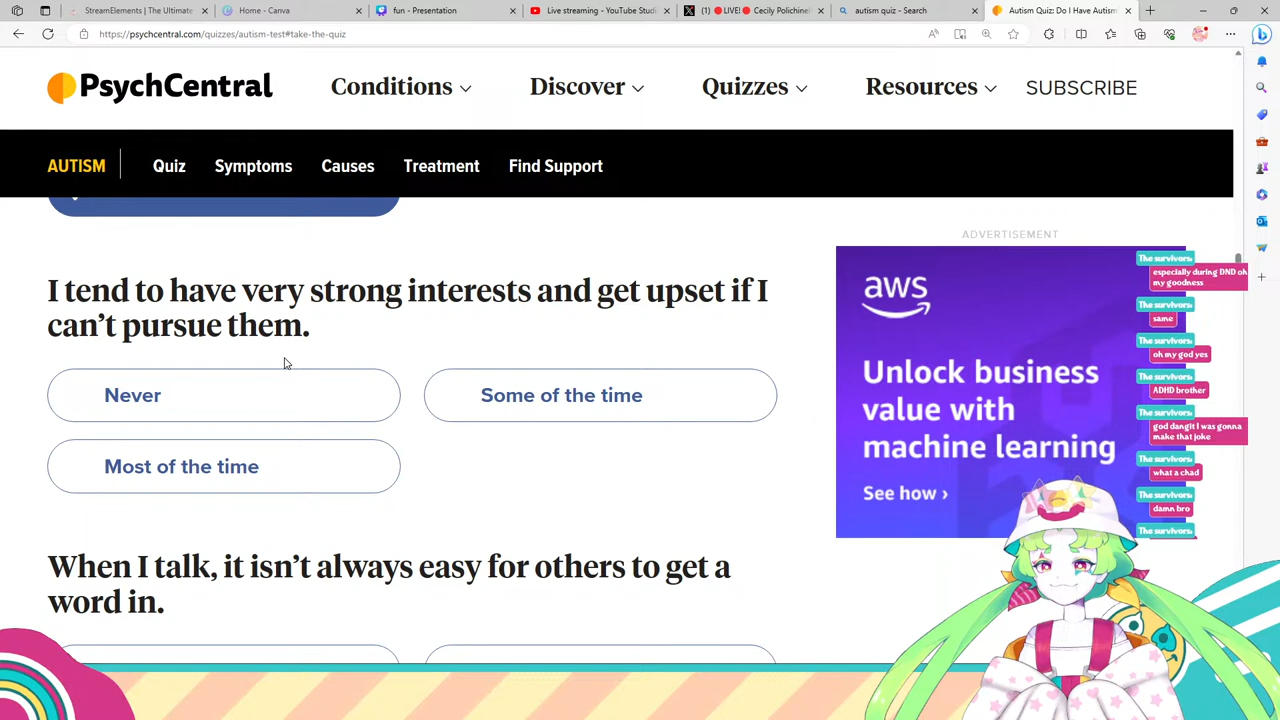 StreamElements | The Ultimate
Home - Canva
fun - Presentation
Live streaming - YouTube Studi
(1) 🔴LIVE!🔴 Cecily Polichinel
autism quiz - Search
Autism Quiz: Do I Have Autism
https://psychcentral.com/quizzes/autism-test#take-the-quiz
PsychCentral
Conditions
Discover
Quizzes
Resources
SUBSCRIBE
AUTISM
Quiz
Symptoms
Causes
Treatment
Find Support
I tend to have very strong interests and get upset if I
can't pursue them.
Never
Some of the time
Most of the time
When I talk, it isn't always easy for others to get a
word in.
ADVERTISEMENT
aws
Unlock business
value with
machine learning
See how ›
The survivors:
especially during DND oh
my goodness
The survivors:
same
The survivors:
oh my god yes
The survivors:
ADHD brother
The survivors:
god dangit I was gonna
make that joke
The survivors:
what a chad
The survivors:
damn bro
The survivors: